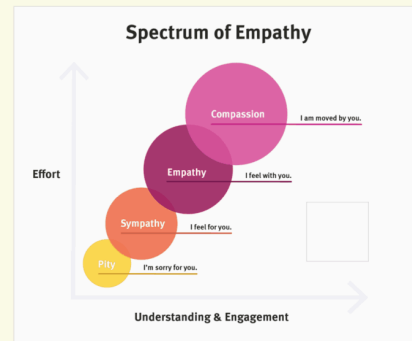 Spectrum of Empathy
Compassion
I am moved by you.
Effort
Empathy
I feel with you.
Sympathy
I feel for you.
Pity
I'm sorry for you.
Understanding & Engagement